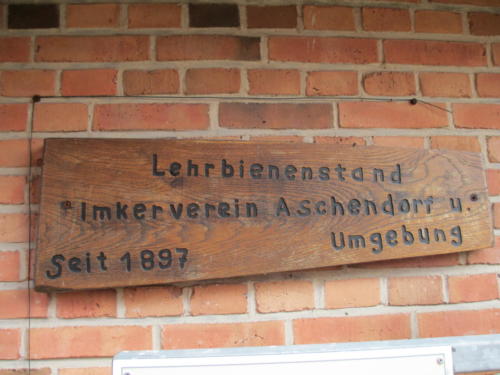 Lehrbienenstand
Imkerverein Aschendorf u.
Umgebung
Seit 1897